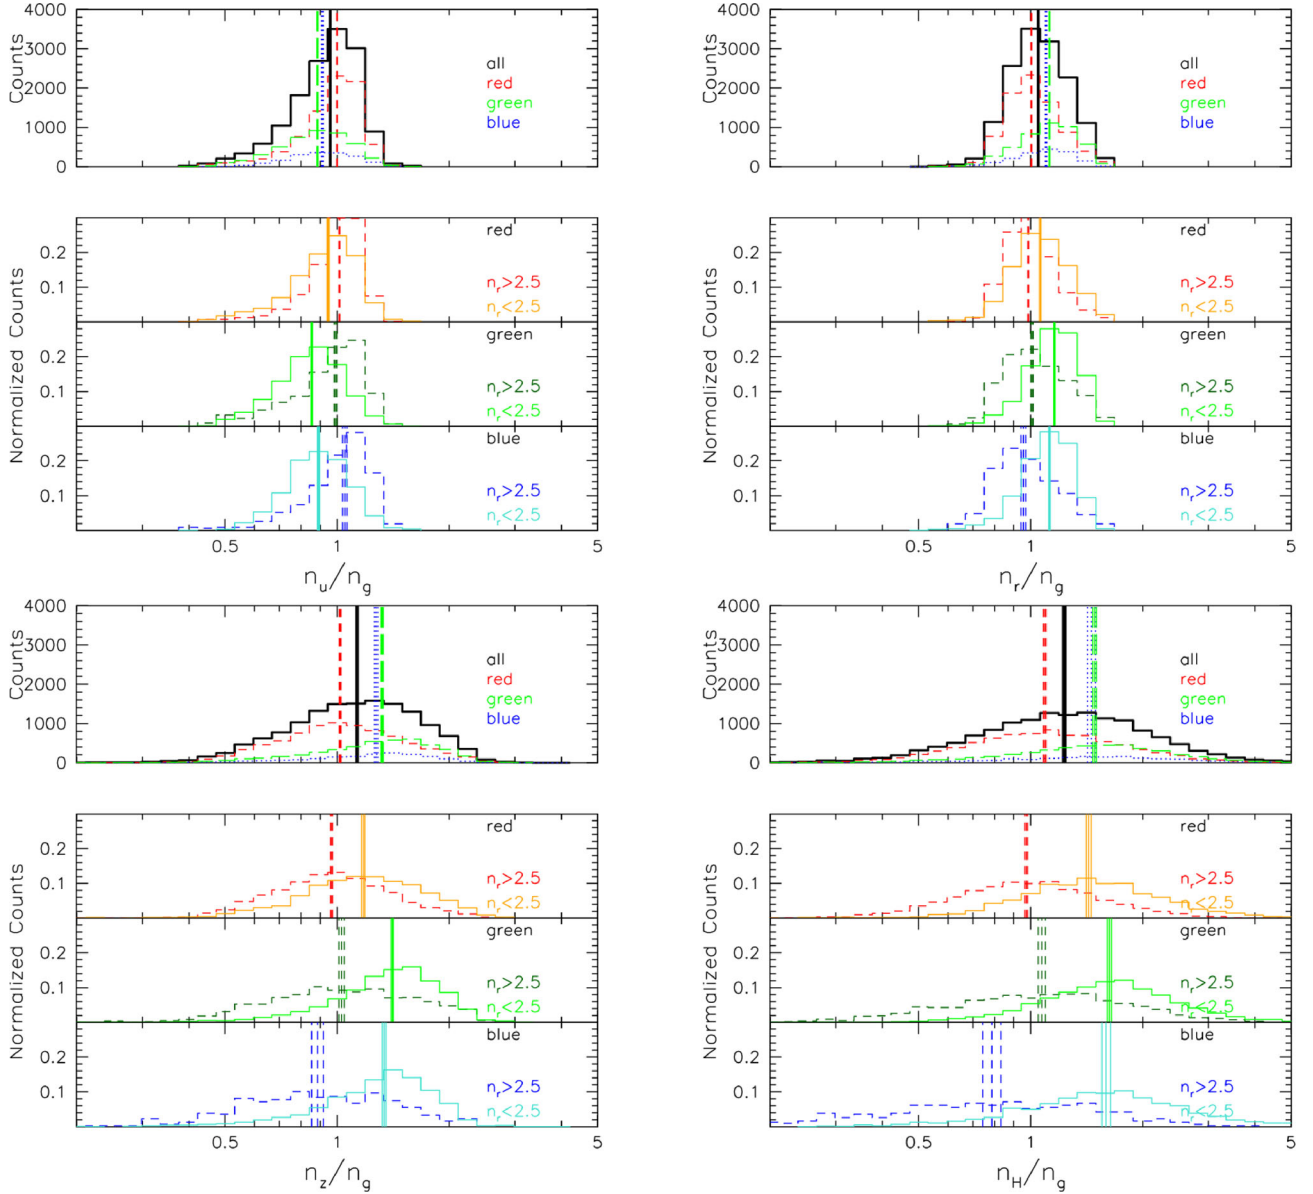 4000
3000
2000
1000
0
Counts
all
red
green
blue
4000
3000
2000
1000
0
Counts
all
red
green
blue
0.2
0.1
red
n_r>2.5
n_r<2.5
0.2
0.1
green
n_r>2.5
n_r<2.5
0.2
0.1
blue
n_r>2.5
n_r<2.5
Normalized Counts
0.5 1 5
n_u/n_g
0.2
0.1
red
n_r>2.5
n_r<2.5
0.2
0.1
green
n_r>2.5
n_r<2.5
0.2
0.1
blue
n_r>2.5
n_r<2.5
Normalized Counts
0.5 1 5
n_r/n_g
4000
3000
2000
1000
0
Counts
all
red
green
blue
4000
3000
2000
1000
0
Counts
all
red
green
blue
0.2
0.1
red
n_r>2.5
n_r<2.5
0.2
0.1
green
n_r>2.5
n_r<2.5
0.2
0.1
blue
n_r>2.5
n_r<2.5
Normalized Counts
0.5 1 5
n_z/n_g
0.2
0.1
red
n_r>2.5
n_r<2.5
0.2
0.1
green
n_r>2.5
n_r<2.5
0.2
0.1
blue
n_r>2.5
n_r<2.5
Normalized Counts
0.5 1 5
n_H/n_g